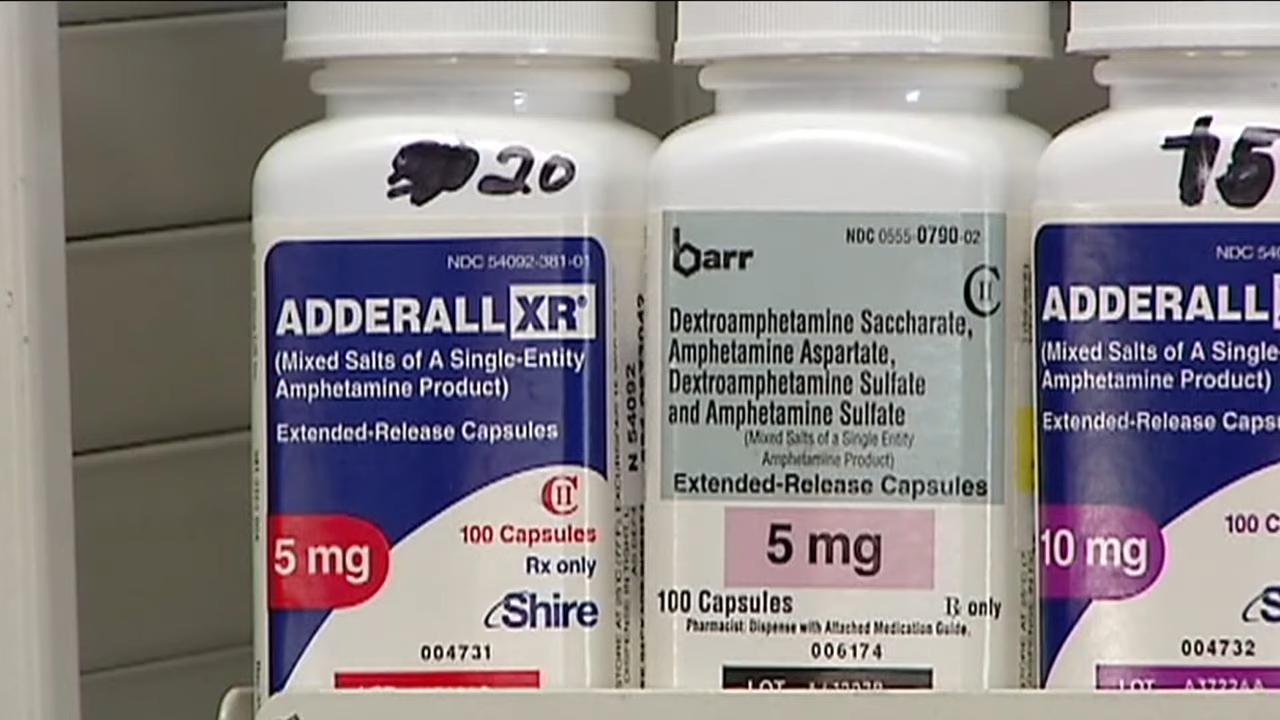 20
NDC 54092-381-01
ADDERALL XR®
(Mixed Salts of A Single-Entity
Amphetamine Product)
Extended-Release Capsules
CII
100 Capsules
5 mg
Rx only
Shire
004731
N 54092
barr
NDC 0555-0790-02
CII
Dextroamphetamine Saccharate,
Amphetamine Aspartate,
Dextroamphetamine Sulfate
and Amphetamine Sulfate
(Mixed Salts of a Single Entity
Amphetamine Product)
Extended-Release Capsules
5 mg
100 Capsules
℞ only
Pharmacist: Dispense with Attached Medication Guide.
006174
LOT
15
NDC
ADDERALL
(Mixed Salts of A Single-
Amphetamine Product)
Extended-Release
10 mg
100
004732
LOT